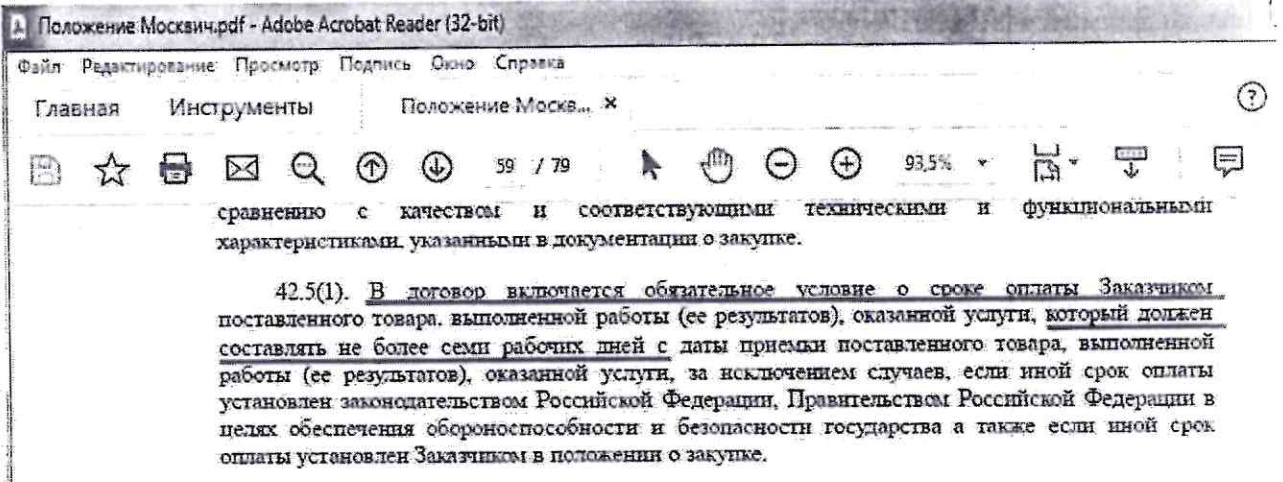 Положение Москвич.pdf - Adobe Acrobat Reader (32-bit)
Файл Редактирование Просмотр Подпись Окно Справка
Главная Инструменты Положение Москв... ×
59 / 79 93,5%
сравнению с качеством и соответствующими техническими и функциональными
характеристиками, указанными в документации о закупке.
42.5(1). В договор включается обязательное условие о сроке оплаты Заказчиком
поставленного товара, выполненной работы (ее результатов), оказанной услуги, который должен
составлять не более семи рабочих дней с даты приемки поставленного товара, выполненной
работы (ее результатов), оказанной услуги, за исключением случаев, если иной срок оплаты
установлен законодательством Российской Федерации, Правительством Российской Федерации в
целях обеспечения обороноспособности и безопасности государства а также если иной срок
оплаты установлен Заказчиком в положении о закупке.